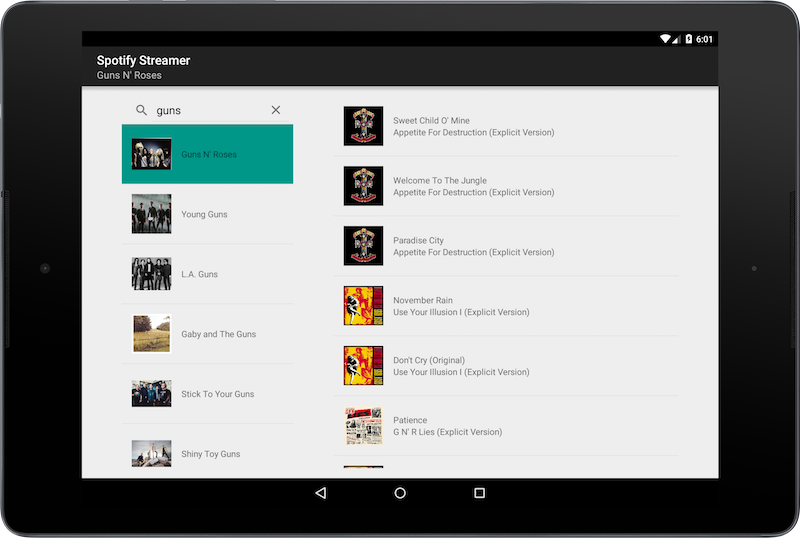 6:01
Spotify Streamer
Guns N' Roses
guns
Guns N' Roses
Young Guns
L.A. Guns
Gaby and The Guns
Stick To Your Guns
Shiny Toy Guns
Sweet Child O' Mine
Appetite For Destruction (Explicit Version)
Welcome To The Jungle
Appetite For Destruction (Explicit Version)
Paradise City
Appetite For Destruction (Explicit Version)
November Rain
Use Your Illusion I (Explicit Version)
Don't Cry (Original)
Use Your Illusion I (Explicit Version)
Patience
G N' R Lies (Explicit Version)